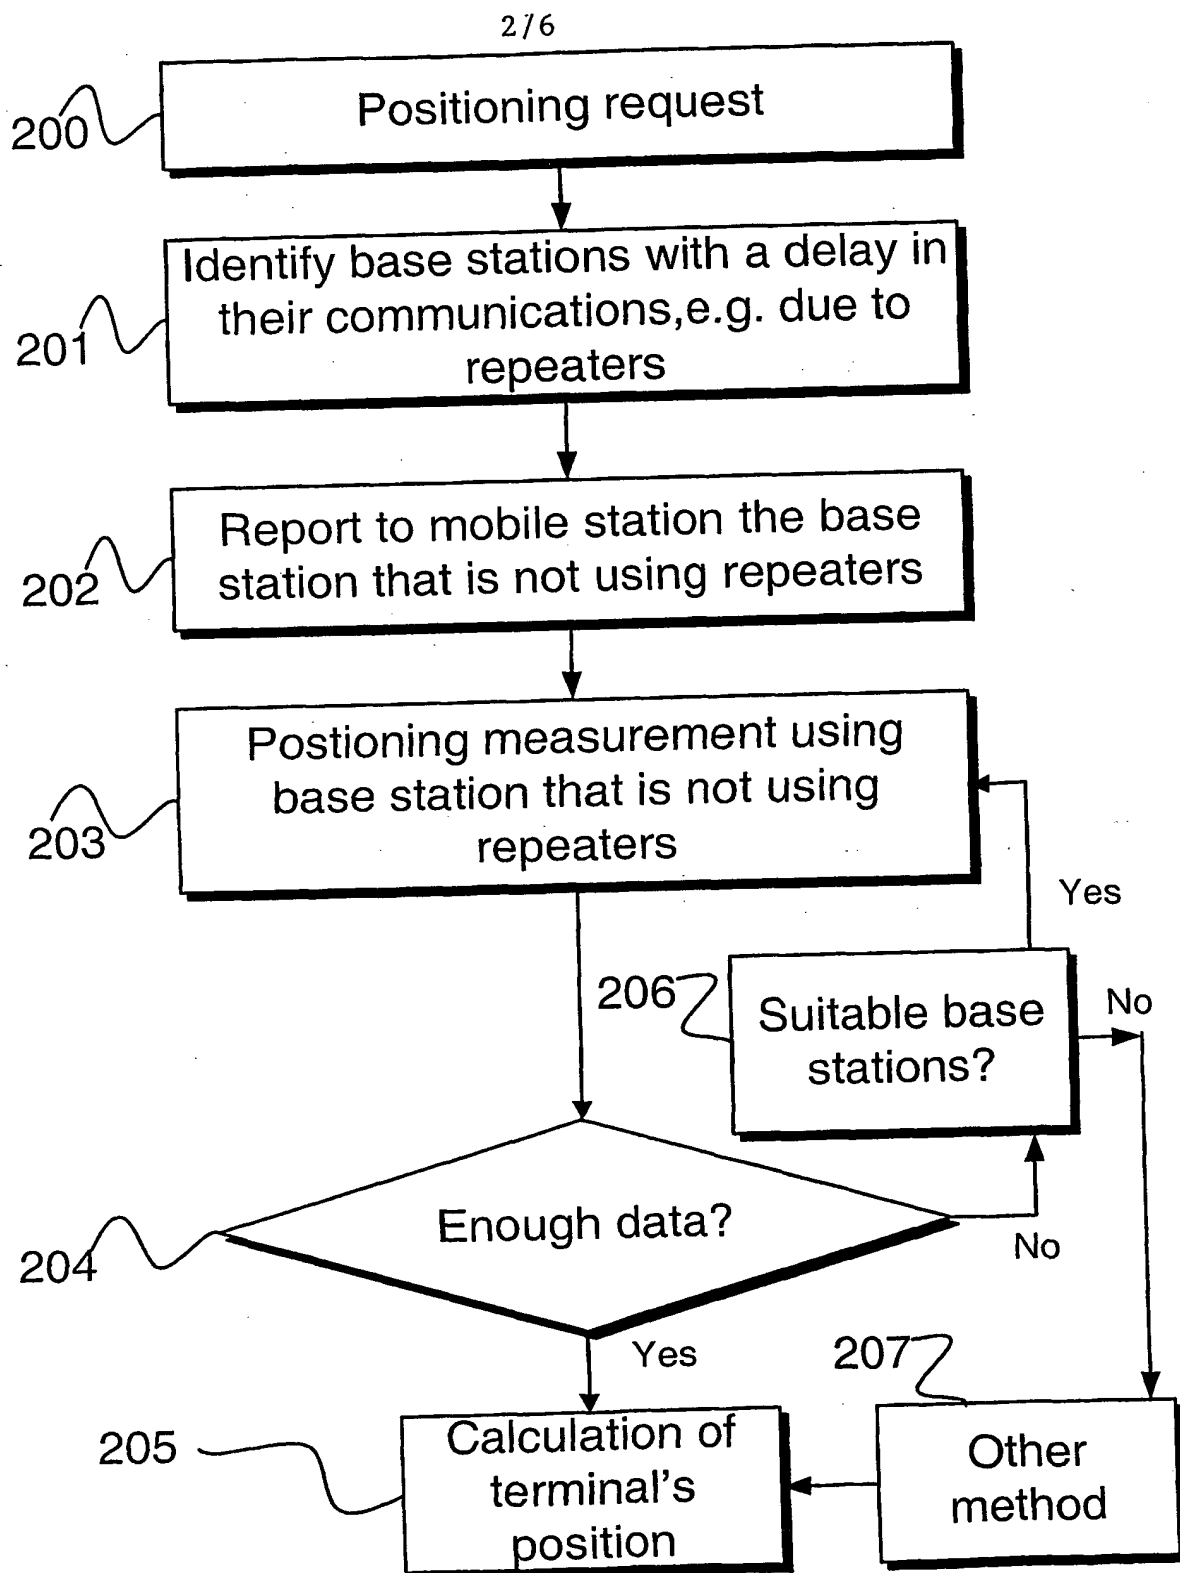 2/6
Positioning request
200
Identify base stations with a delay in
their communications,e.g. due to
repeaters
201
Report to mobile station the base
station that is not using repeaters
202
Postioning measurement using
base station that is not using
repeaters
203
Yes
206
Suitable base
stations?
No
Enough data?
204
No
Yes
207
205
Calculation of
terminal's
position
Other
method